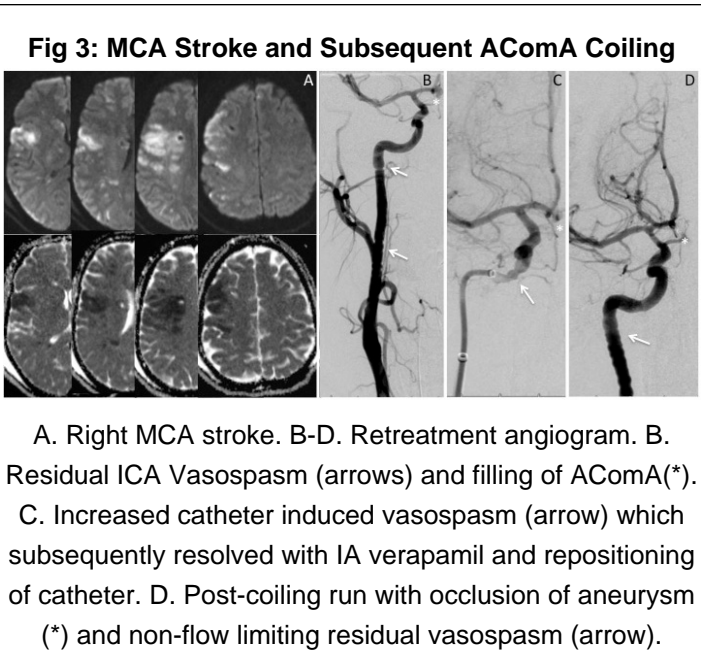 Fig 3: MCA Stroke and Subsequent AComA Coiling
A B C D
* * *
A. Right MCA stroke. B-D. Retreatment angiogram. B.
Residual ICA Vasospasm (arrows) and filling of AComA(*).
C. Increased catheter induced vasospasm (arrow) which
subsequently resolved with IA verapamil and repositioning
of catheter. D. Post-coiling run with occlusion of aneurysm
(*) and non-flow limiting residual vasospasm (arrow).